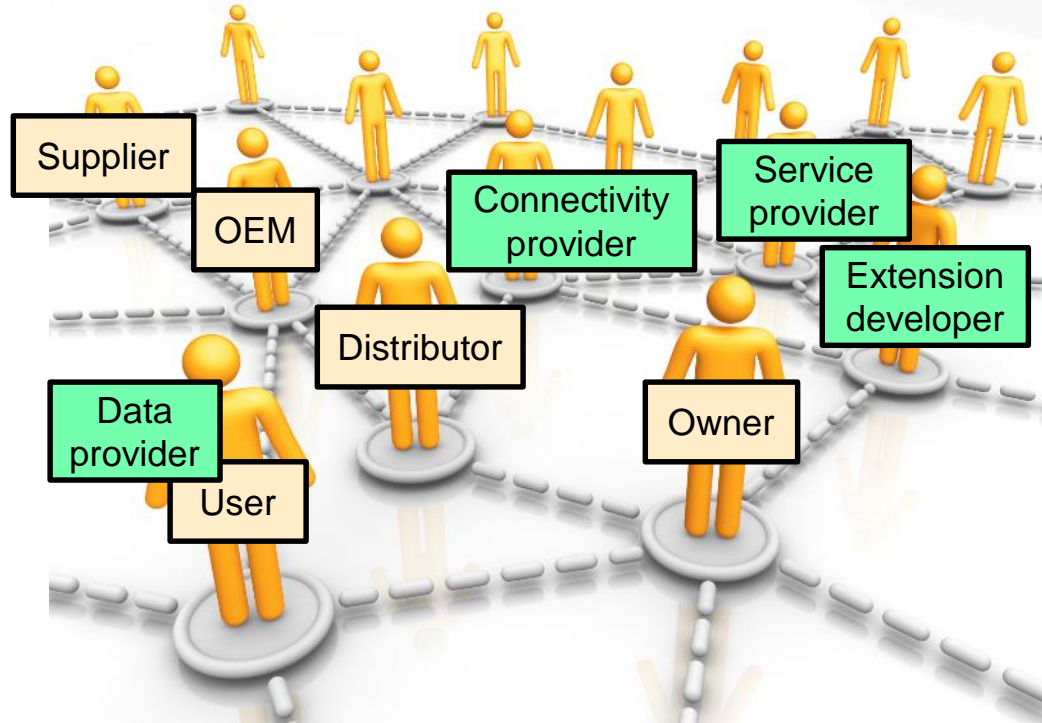 Supplier
OEM
Connectivity
provider
Service
provider
Extension
developer
Distributor
Data
provider
User
Owner